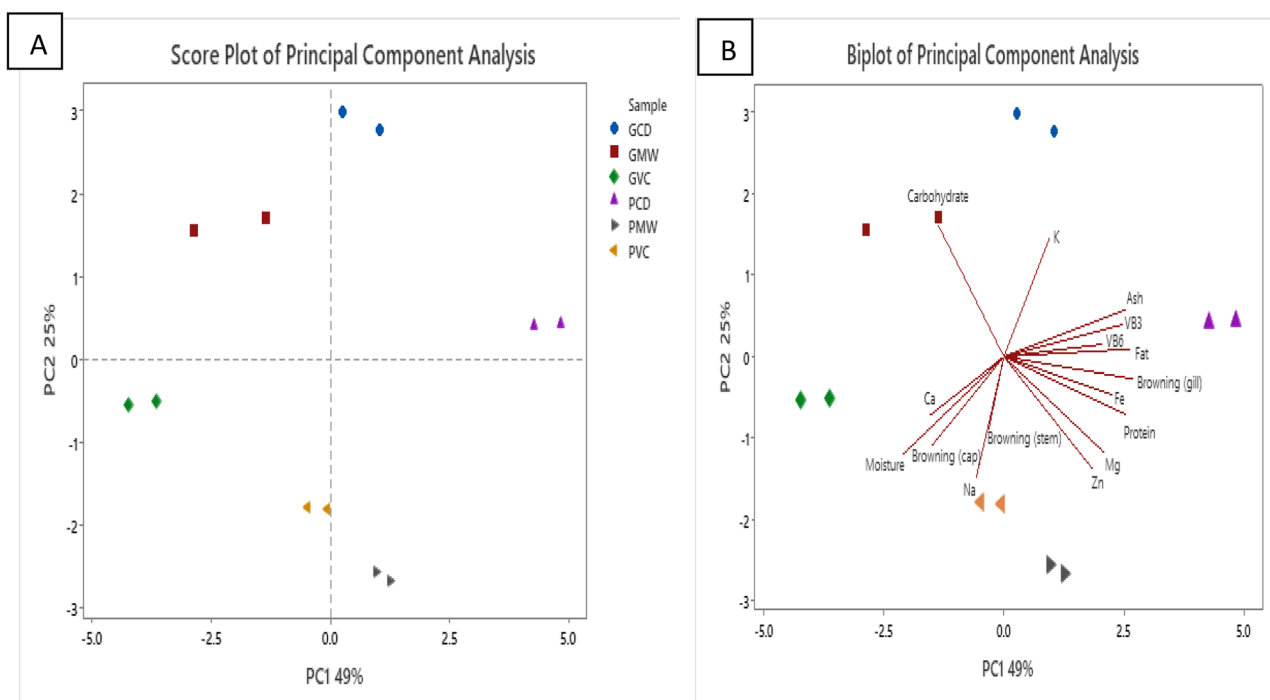 A
Score Plot of Principal Component Analysis
3
2
1
0
-1
-2
-3
PC2 25%
-5.0 -2.5 0.0 2.5 5.0
PC1 49%
Sample
GCD
GMW
GVC
PCD
PMW
PVC
B
Biplot of Principal Component Analysis
3
2
1
0
-1
-2
-3
PC2 25%
Carbohydrate
K
Ash
VB3
VB6
Fat
Browning (gill)
Fe
Protein
Ca
Browning (stem)
Browning (cap)
Moisture
Mg
Zn
Na
-5.0 -2.5 0.0 2.5 5.0
PC1 49%